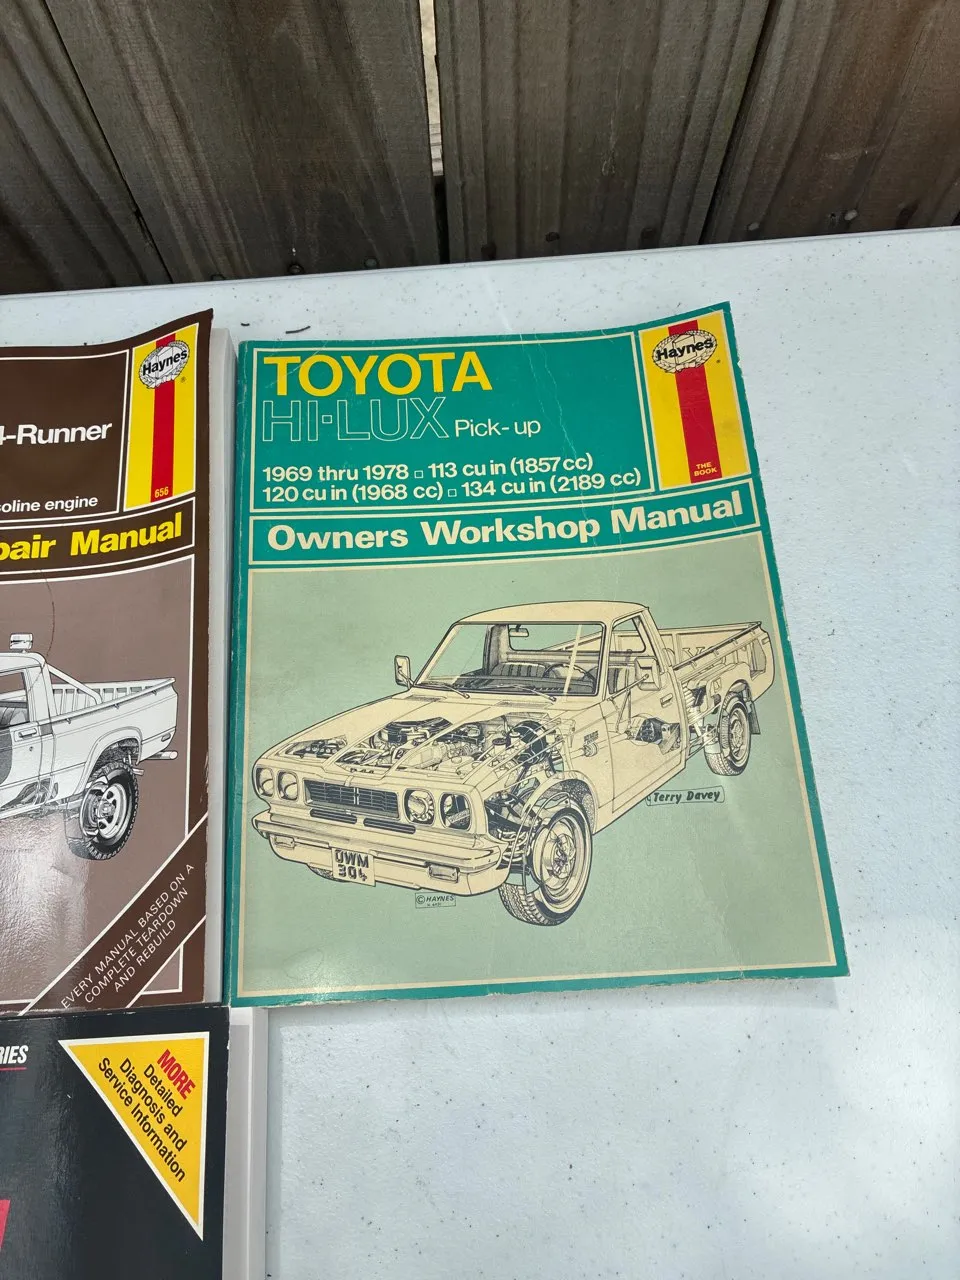 TOYOTA
HI-LUX Pick-up
1969 thru 1978 □ 113 cu in (1857 cc)
120 cu in (1968 cc) □ 134 cu in (2189 cc)
Haynes
®
THE
BOOK
Owners Workshop Manual
Terry Davey
OWM
304
© HAYNES
4-Runner
oline engine
Haynes
®
656
pair Manual
EVERY MANUAL BASED ON A
COMPLETE TEARDOWN
AND REBUILD
RIES
MORE
Detailed
Diagnosis and
Service Information